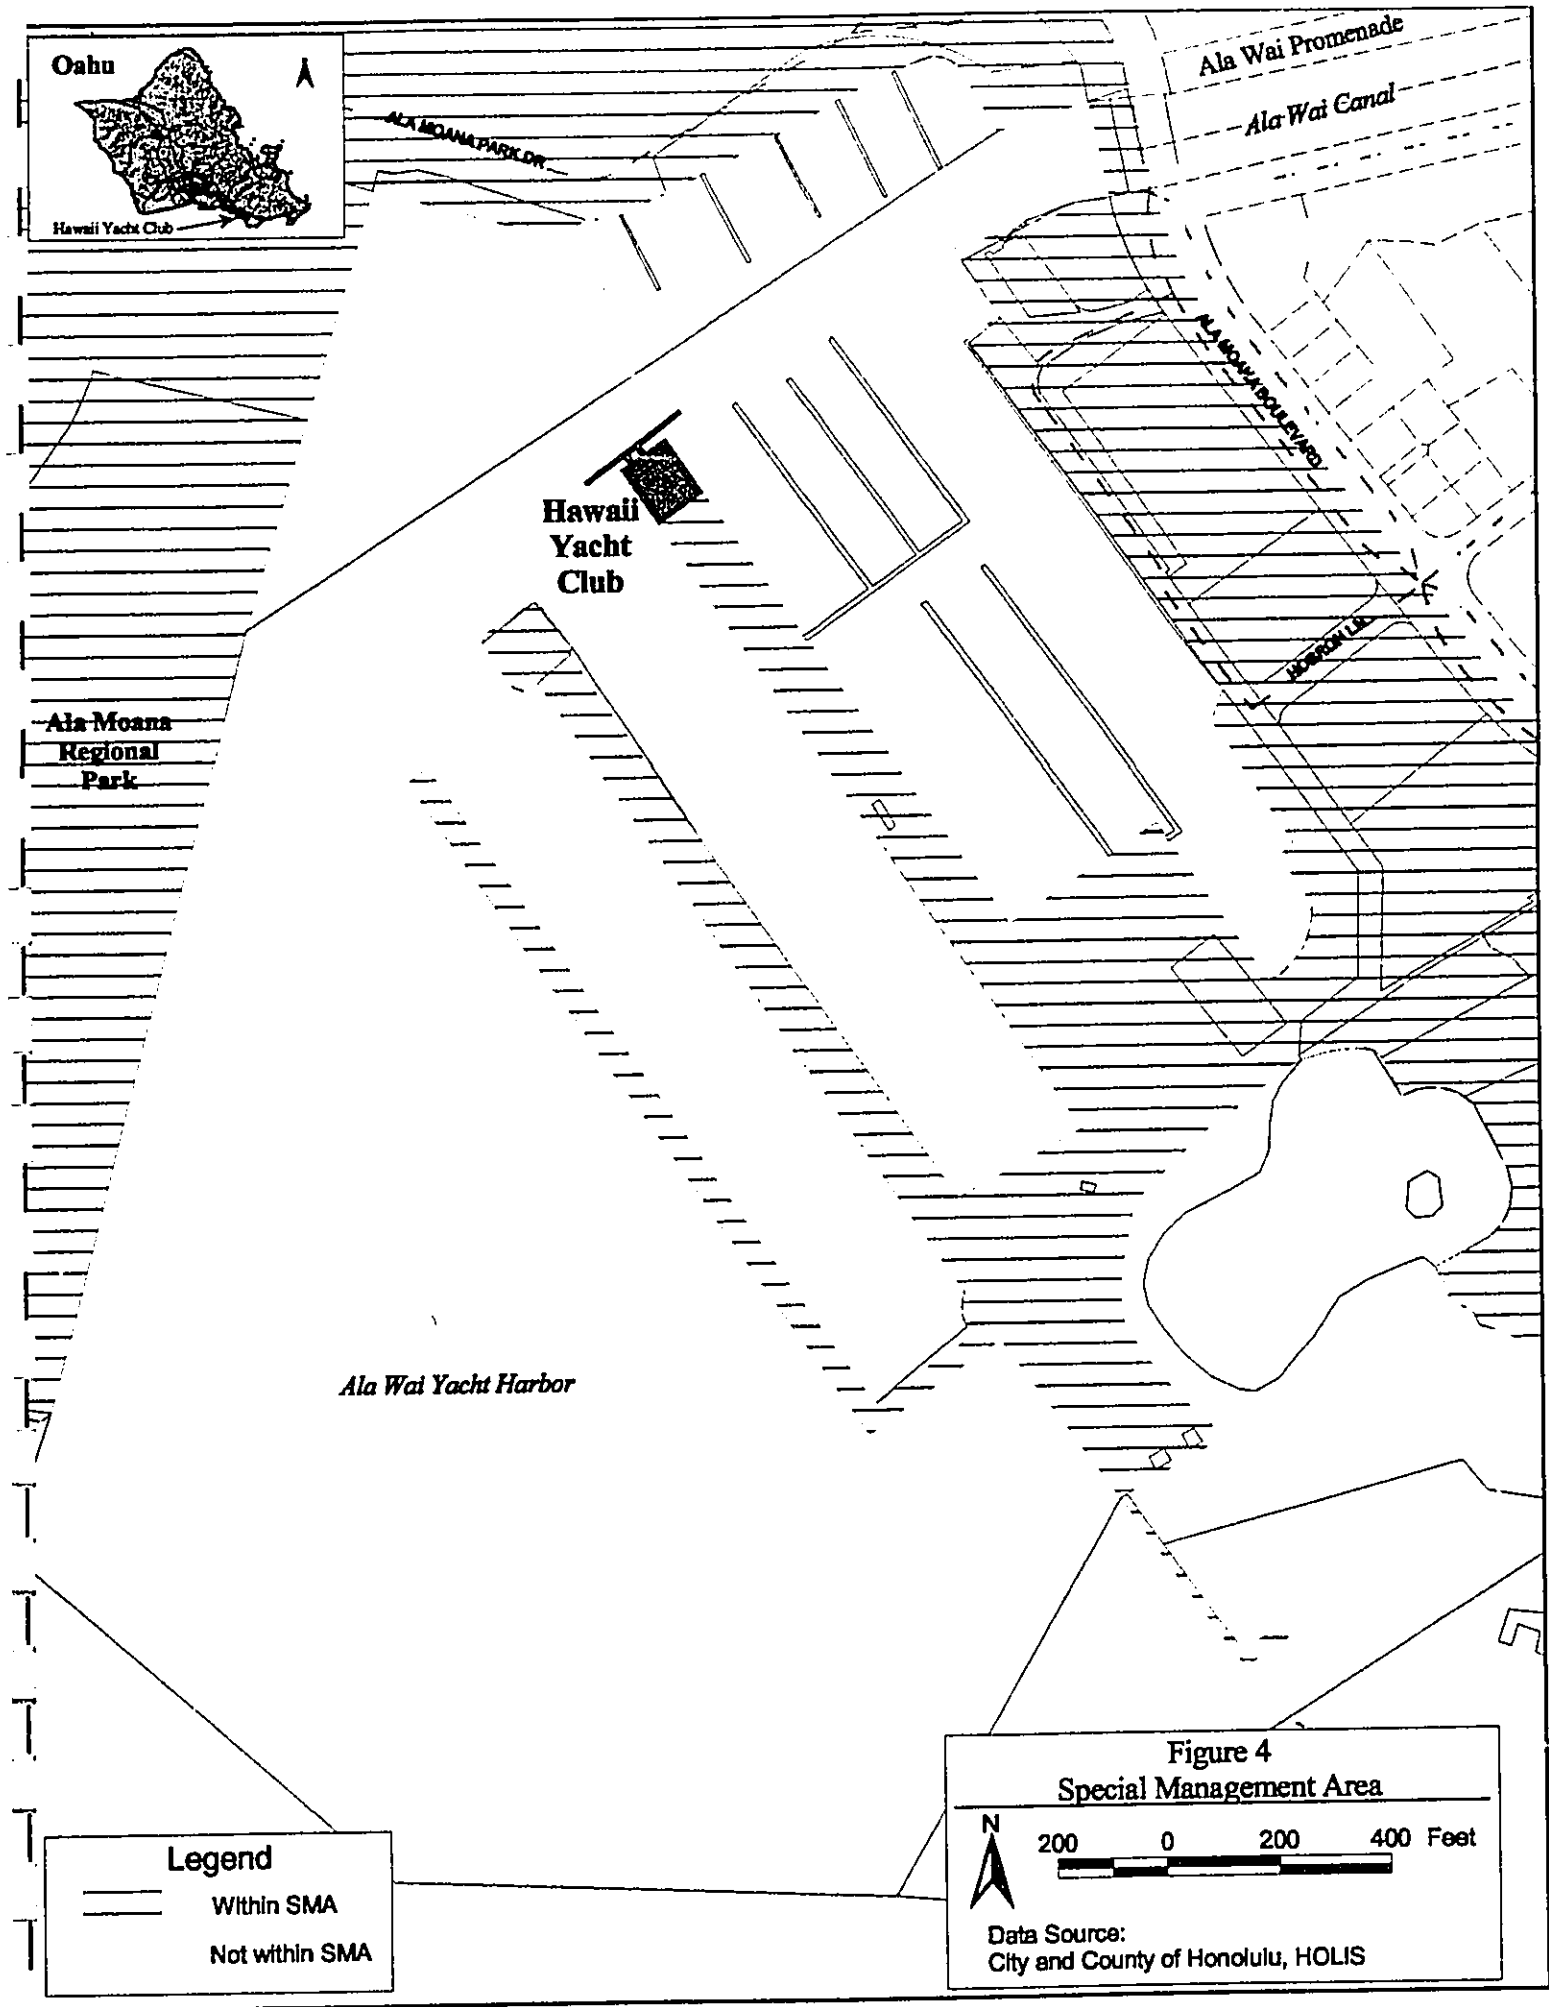 Oahu
Hawaii Yacht Club
ALA MOANA PARK DR
Ala Wai Promenade
Ala Wai Canal
ALA MOANA BOULEVARD
Hawaii
Yacht
Club
HOBRON LN
Ala Moana
Regional
Park
Ala Wai Yacht Harbor
Figure 4
Special Management Area
N
200 0 200 400 Feet
Data Source:
City and County of Honolulu, HOLIS
Legend
Within SMA
Not within SMA